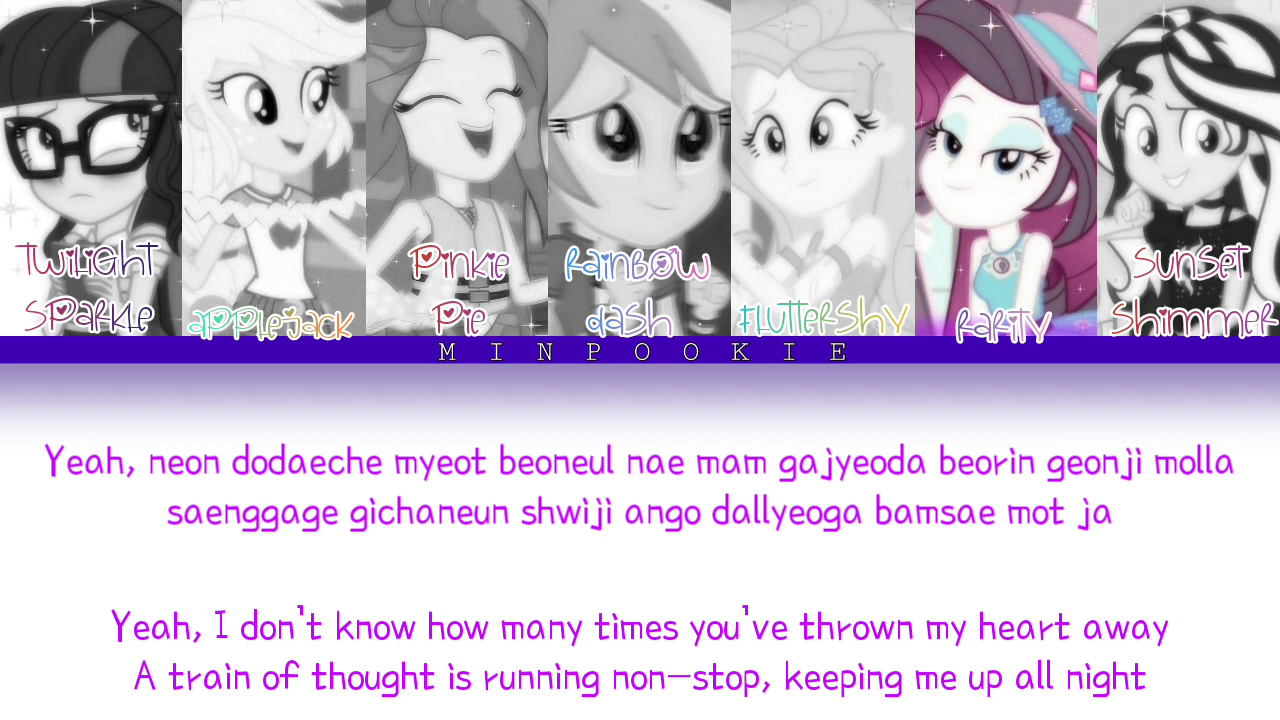 Twilight
Sparkle
Applejack
Pinkie
Pie
Rainbow
Dash
Fluttershy
Rarity
Sunset
Shimmer
MINPOOKIE
Yeah, neon dodaeche myeot beoneul nae mam gajyeoda beorin geonji molla
saenggage gichaneun shwiji ango dallyeoga bamsae mot ja
Yeah, I don't know how many times you've thrown my heart away
A train of thought is running non-stop, keeping me up all night